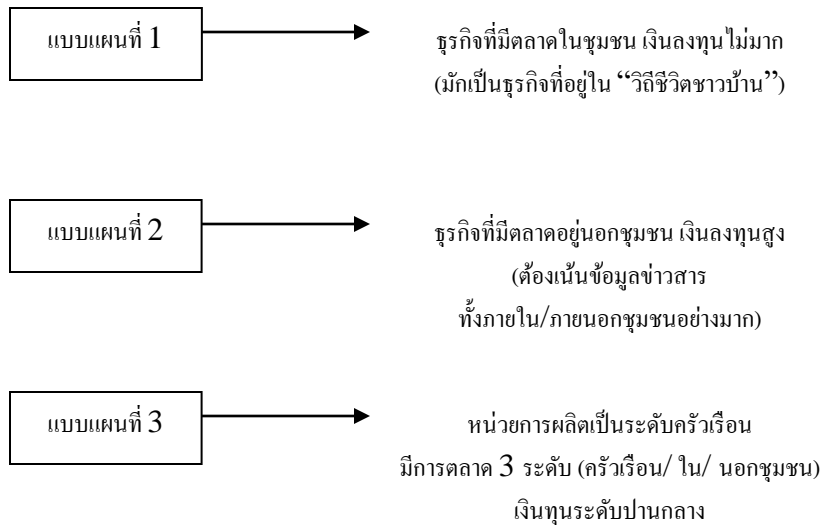 แบบแผนที่ 1
ธุรกิจที่มีตลาดในชุมชน เงินลงทุนไม่มาก
(มักเป็นธุรกิจที่อยู่ใน “วิถีชีวิตชาวบ้าน”)
แบบแผนที่ 2
ธุรกิจที่มีตลาดอยู่นอกชุมชน เงินลงทุนสูง
(ต้องเน้นข้อมูลข่าวสาร
ทั้งภายใน/ภายนอกชุมชนอย่างมาก)
แบบแผนที่ 3
หน่วยการผลิตเป็นระดับครัวเรือน
มีการตลาด 3 ระดับ (ครัวเรือน/ ใน/ นอกชุมชน)
เงินทุนระดับปานกลาง